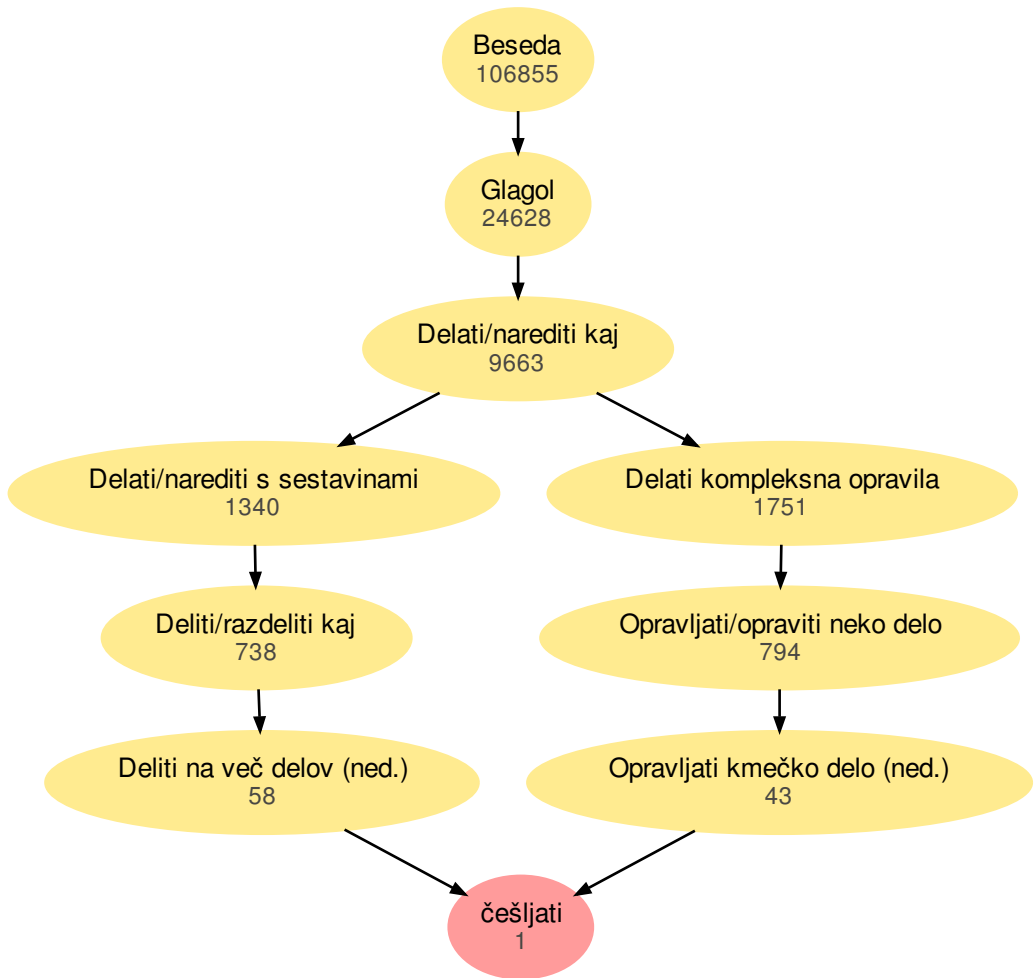 Beseda
106855
Glagol
24628
Delati/narediti kaj
9663
Delati/narediti s sestavinami
1340
Delati kompleksna opravila
1751
Deliti/razdeliti kaj
738
Opravljati/opraviti neko delo
794
Deliti na več delov (ned.)
58
Opravljati kmečko delo (ned.)
43
češljati
1